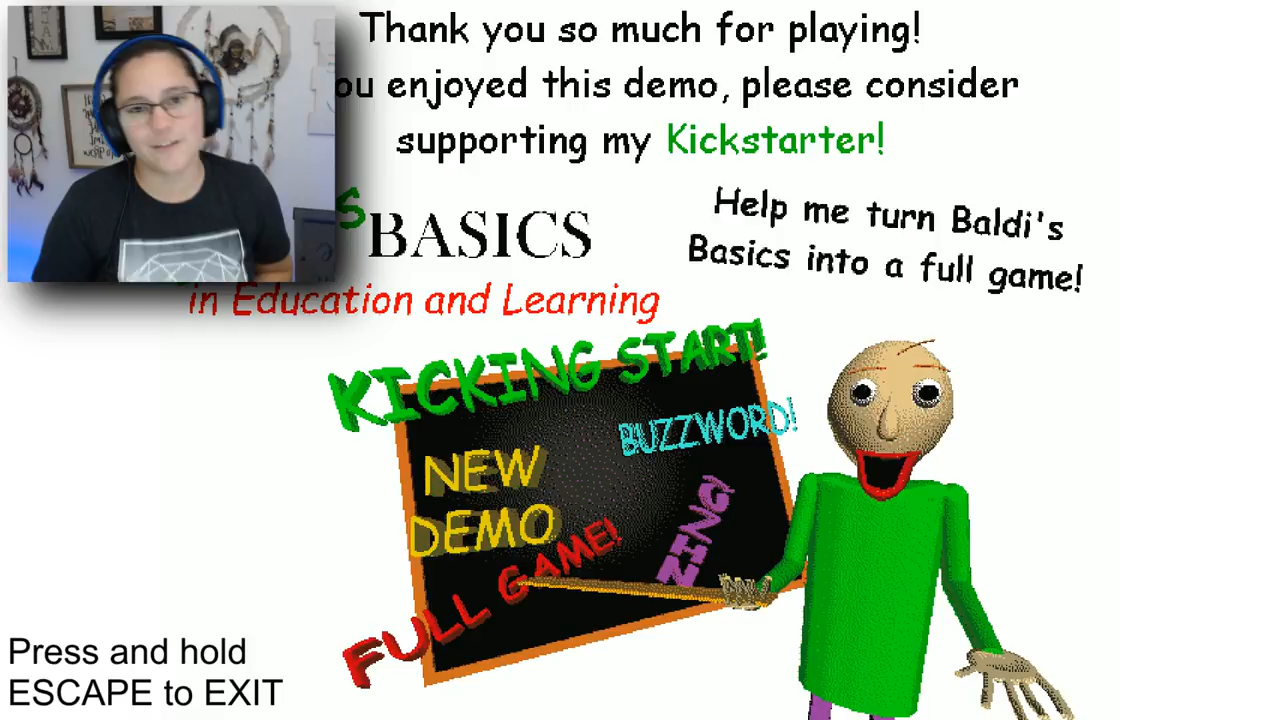 Thank you so much for playing!
ou enjoyed this demo, please consider
supporting my Kickstarter!
s BASICS
in Education and Learning
Help me turn Baldi's
Basics into a full game!
KICKING START!
BUZZWORD!
NEW
DEMO
ZING!
FULL GAME!
Press and hold
ESCAPE to EXIT